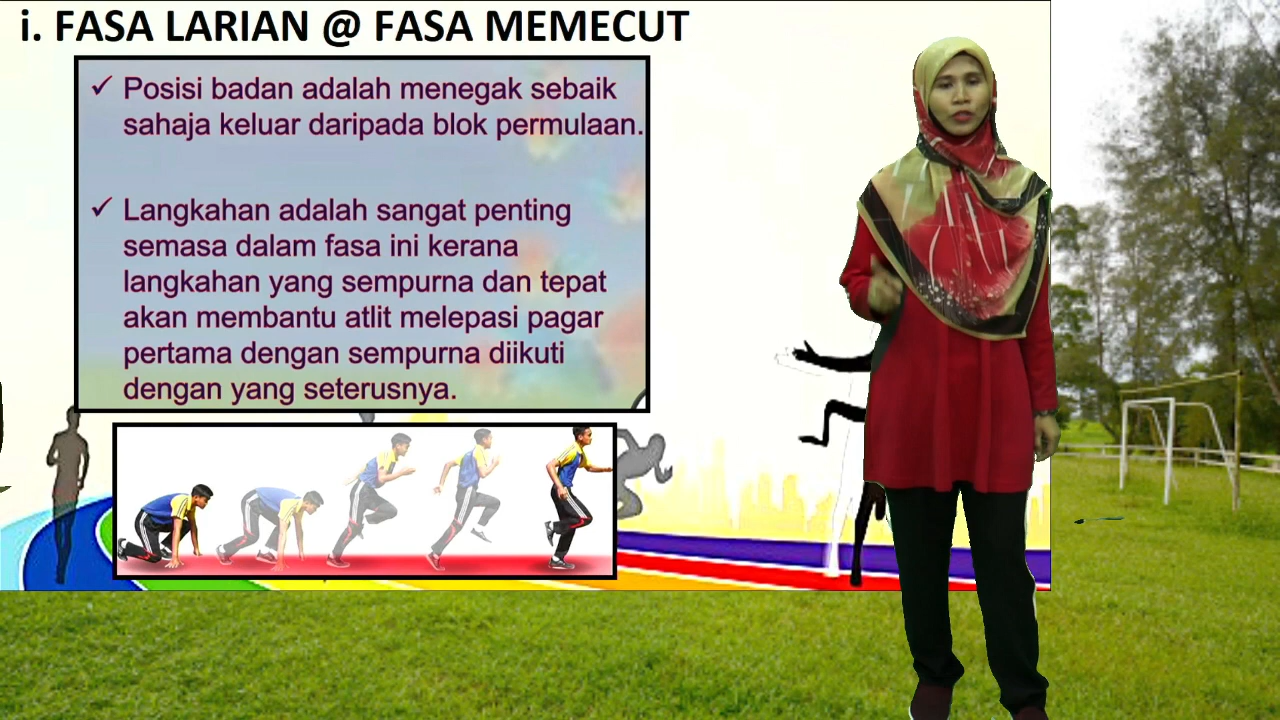 i. FASA LARIAN @ FASA MEMECUT
✓ Posisi badan adalah menegak sebaik
sahaja keluar daripada blok permulaan.
✓ Langkahan adalah sangat penting
semasa dalam fasa ini kerana
langkahan yang sempurna dan tepat
akan membantu atlit melepasi pagar
pertama dengan sempurna diikuti
dengan yang seterusnya.